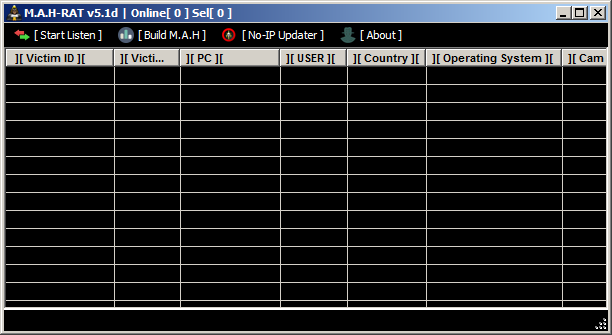 M.A.H-RAT v5.1d | Online[ 0 ] Sel[ 0 ]
[ Start Listen ] [ Build M.A.H ] [ No-IP Updater ] [ About ]
][ Victim ID ][ ][ Victi... ][ PC ][ ][ USER ][ ][ Country ][ ][ Operating System ][ ][ Cam